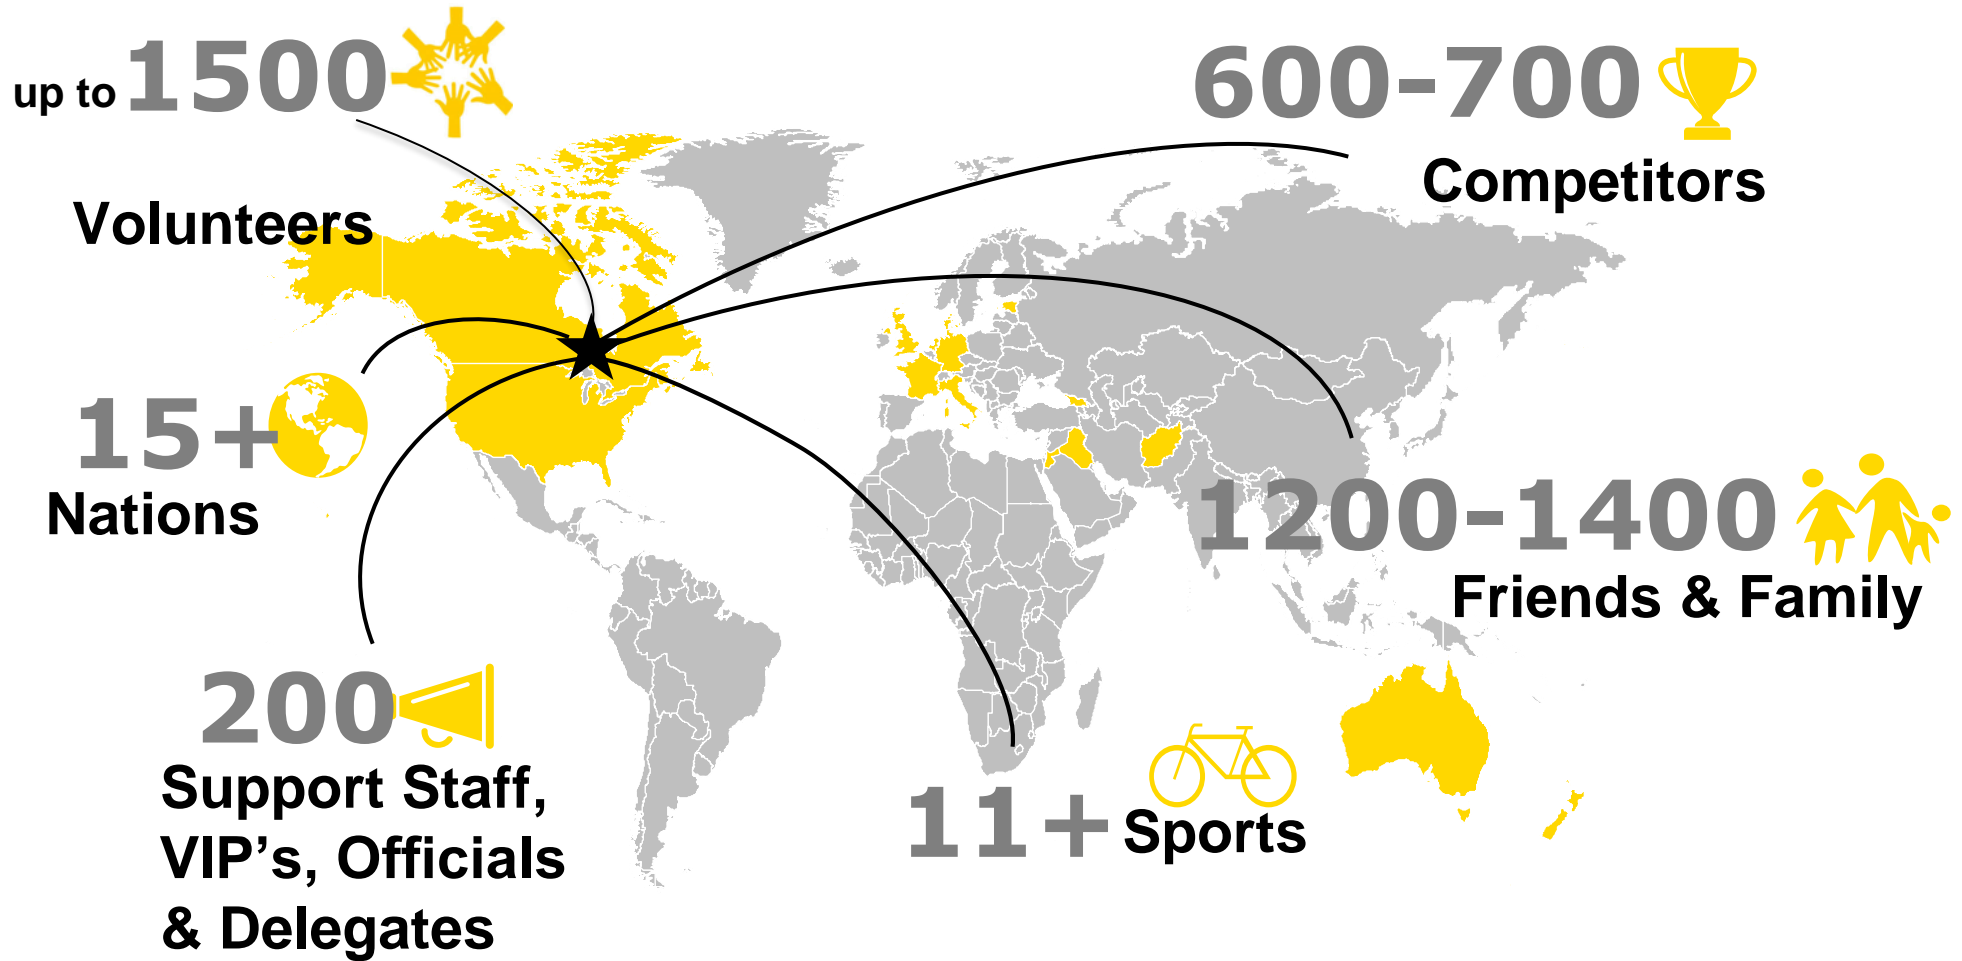 up to 1500
Volunteers
600-700
Competitors
15+
Nations
1200-1400
Friends & Family
200
Support Staff,
VIP’s, Officials
& Delegates
11+ Sports